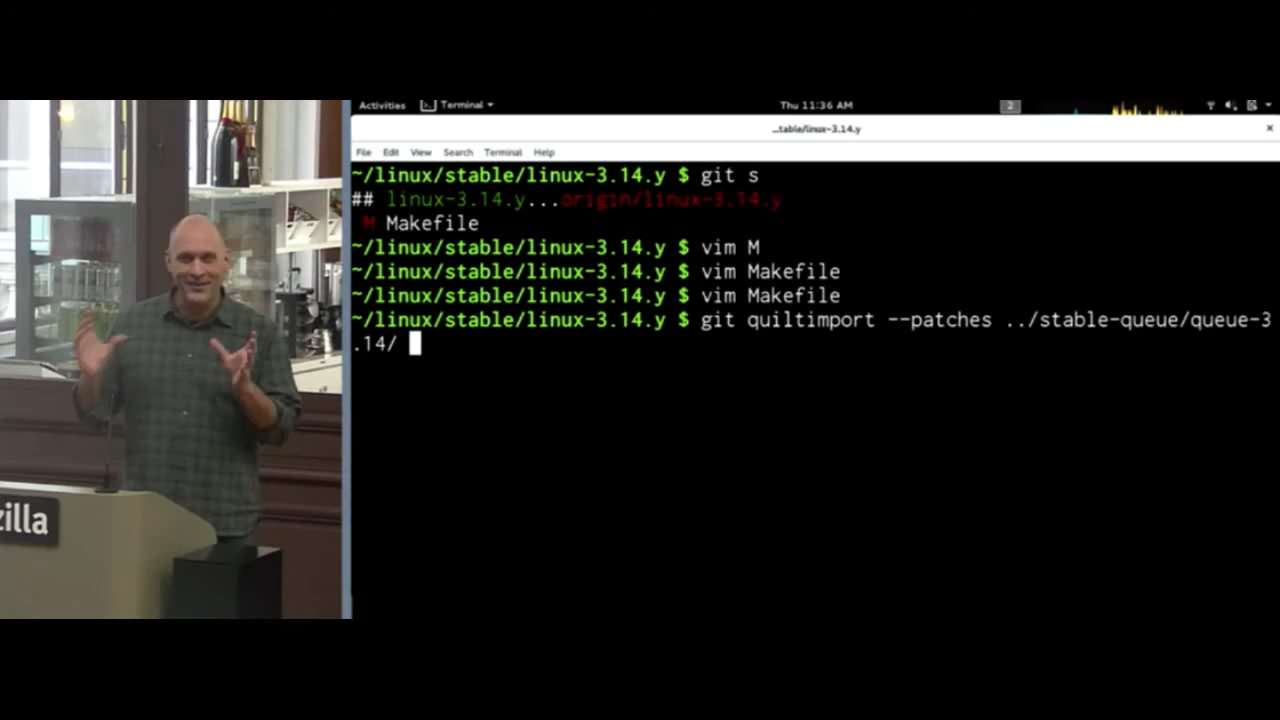 zilla
Activities Terminal Thu 11:36 AM 2
...table/linux-3.14.y ×
File Edit View Search Terminal Help
~/linux/stable/linux-3.14.y $ git s
## linux-3.14.y...origin/linux-3.14.y
M Makefile
~/linux/stable/linux-3.14.y $ vim M
~/linux/stable/linux-3.14.y $ vim Makefile
~/linux/stable/linux-3.14.y $ vim Makefile
~/linux/stable/linux-3.14.y $ git quiltimport --patches ../stable-queue/queue-3
.14/